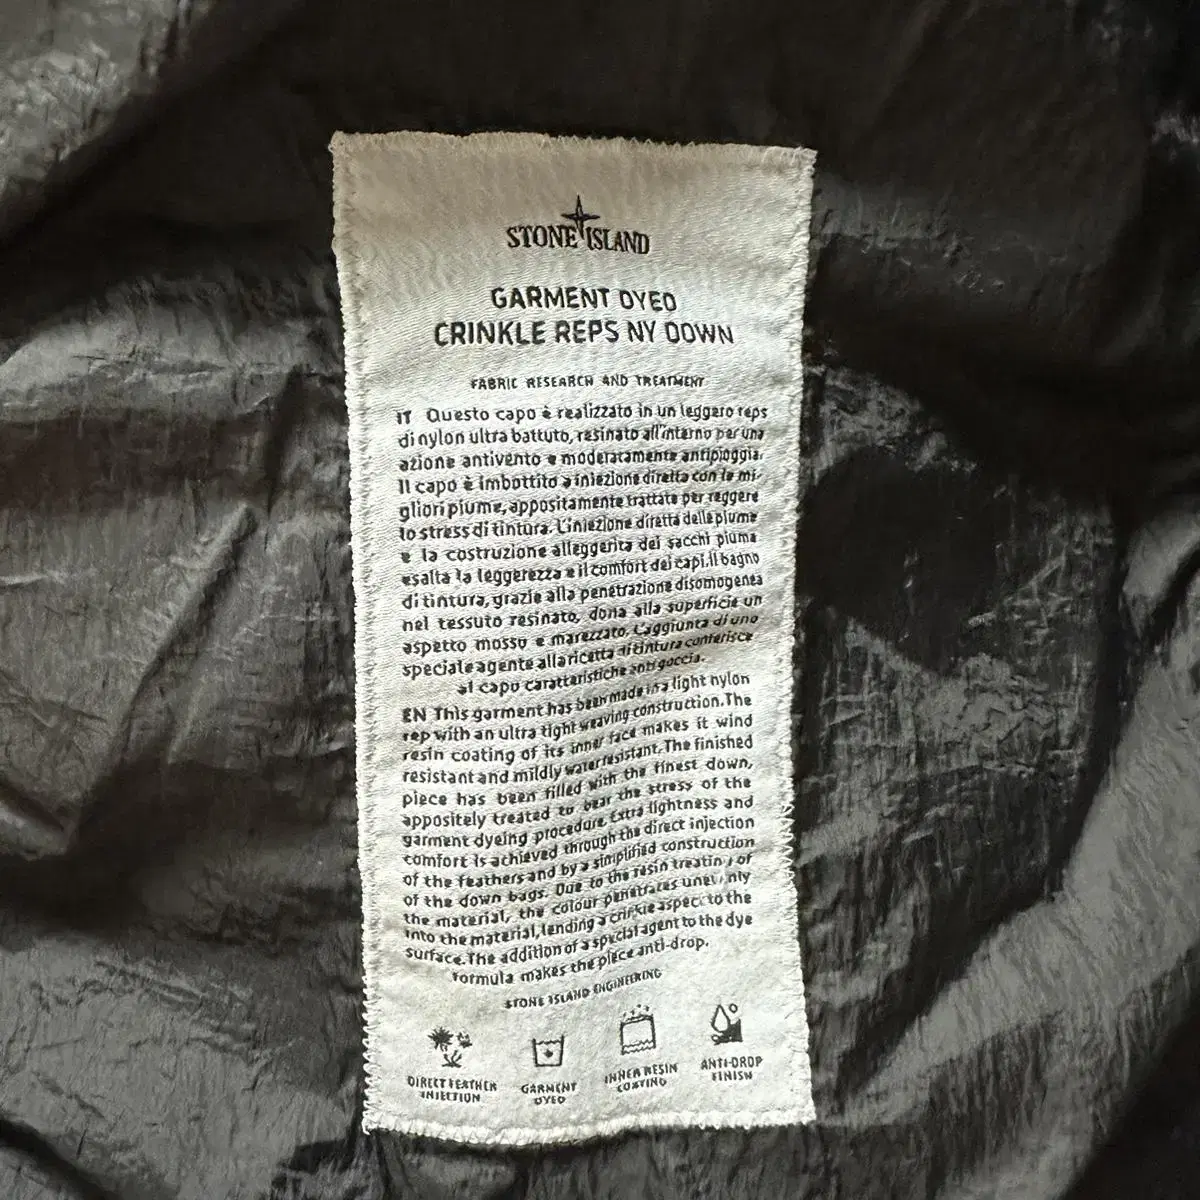 STONE ISLAND
GARMENT DYED
CRINKLE REPS NY DOWN
FABRIC RESEARCH AND TREATMENT
IT Questo capo è realizzato in un leggero reps
di nylon ultra battuto, resinato all'interno per una
azione antivento e moderatamente antipioggia.
Il capo è imbottito a iniezione diretta con le mi-
gliori piume, appositamente trattate per reggere
lo stress di tintura. L'iniezione diretta delle piume
e la costruzione alleggerita dei sacchi piuma
esalta la leggerezza e il comfort dei capi.Il bagno
di tintura, grazie alla penetrazione disomogenea
nel tessuto resinato, dona alla superficie un
aspetto mosso e marezzato. L'aggiunta di uno
speciale agente alla ricetta di tintura conferisce
al capo caratteristiche anti goccia.
EN This garment has been made in a light nylon
rep with an ultra tight weaving construction.The
resin coating of its inner face makes it wind
resistant and mildly water resistant.The finished
piece has been filled with the finest down,
appositely treated to bear the stress of the
garment dyeing procedure. Extra lightness and
comfort is achieved through the direct injection
of the feathers and by a simplified construction
of the down bags. Due to the resin treating of
the material, the colour penetrates unevenly
into the material, lending a crinkle aspect to the
surface.The addition of a special agent to the dye
formula makes the piece anti-drop.
STONE ISLAND ENGINEERING
DIRECT FEATHER
INJECTION
GARMENT
DYED
INNER RESIN
COATING
ANTI-DROP
FINISH